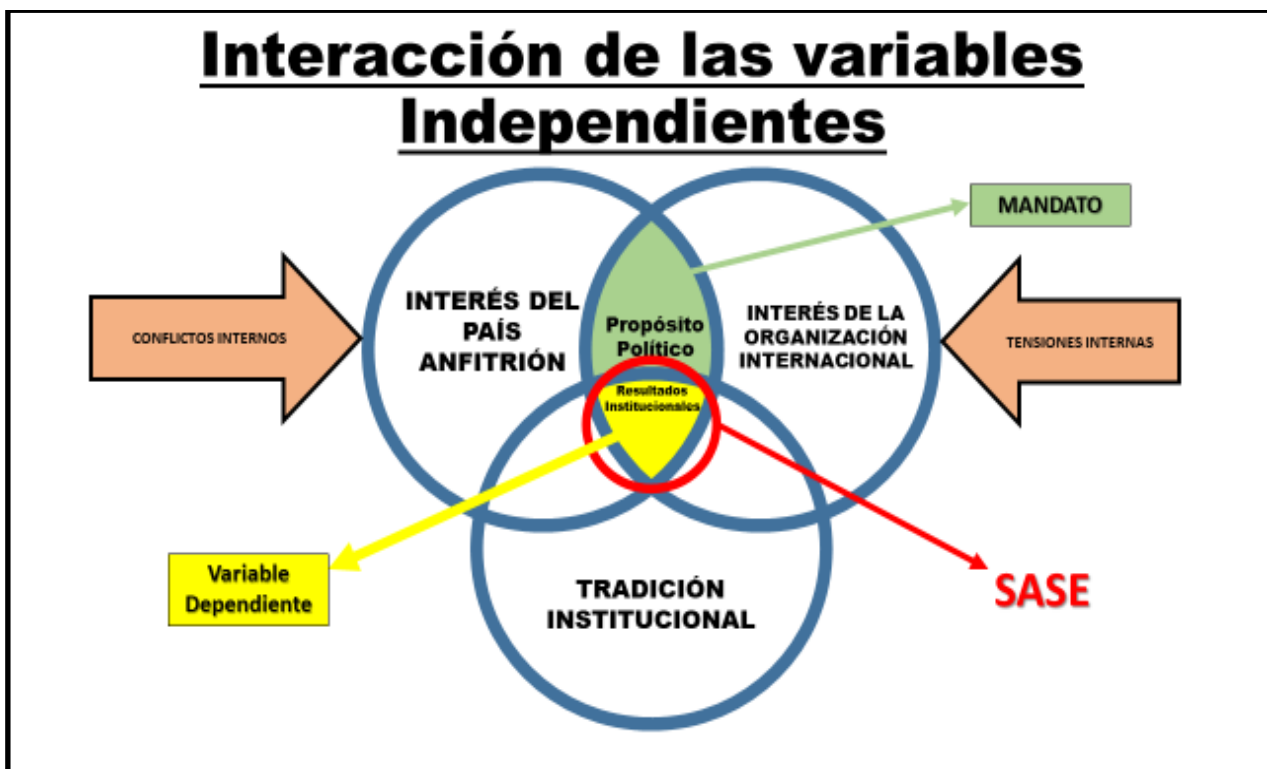 Interacción de las variables
Independientes
MANDATO
INTERÉS DEL
PAÍS
ANFITRIÓN
Propósito
Político
INTERÉS DE LA
ORGANIZACIÓN
INTERNACIONAL
CONFLICTOS INTERNOS
TENSIONES INTERNAS
Resultados
Institucionales
Variable
Dependiente
TRADICIÓN
INSTITUCIONAL
SASE